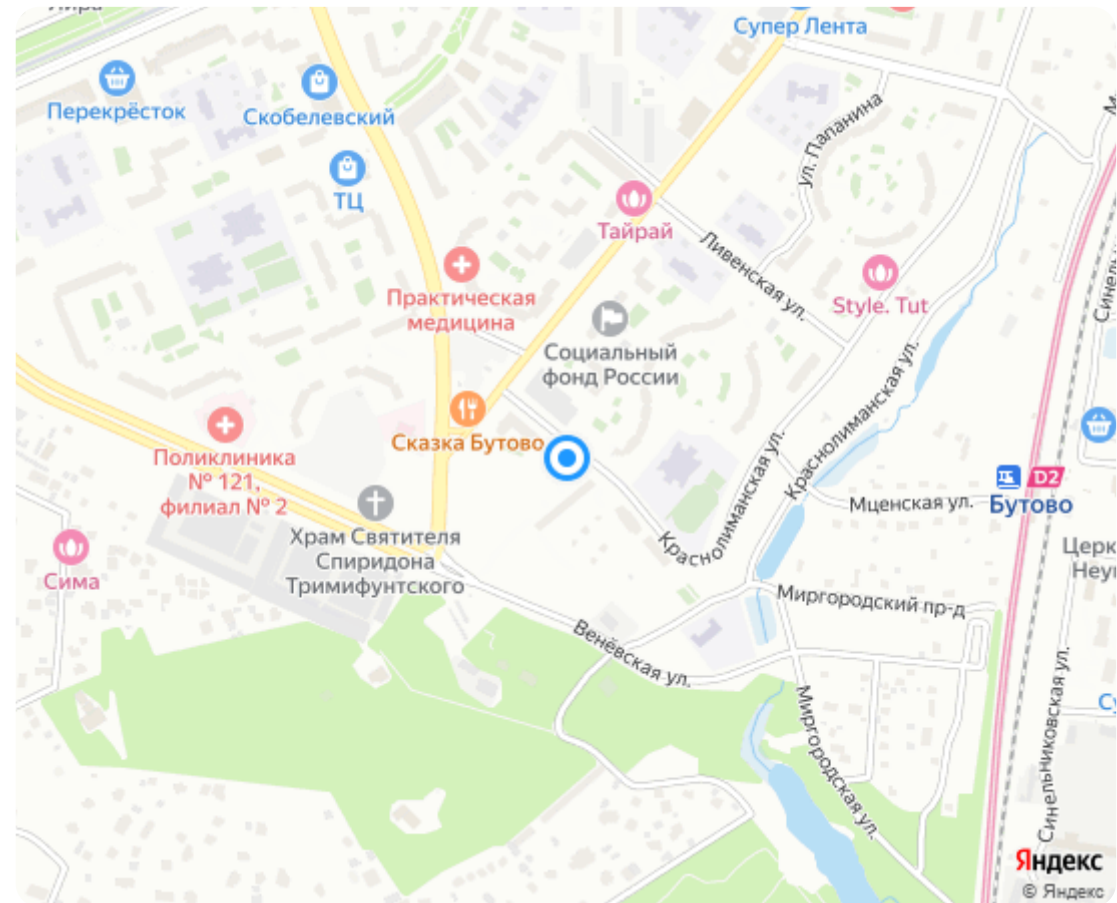 Лира
Супер Лента
Перекрёсток
Скобелевский
ТЦ
ул. Папанина
Тайрай
Ливенская ул.
Практическая
медицина
Style. Tut
Социальный
фонд России
Сказка Бутово
Краснолиманская ул.
Краснолиманская ул.
Поликлиника
№ 121,
филиал № 2
Мценская ул.
D2
Бутово
Храм Святителя
Спиридона
Тримифунтского
Сима
Миргородский пр-д
Венёвская ул.
Миргородская ул.
Синельниковская ул.
Яндекс
© Яндекс